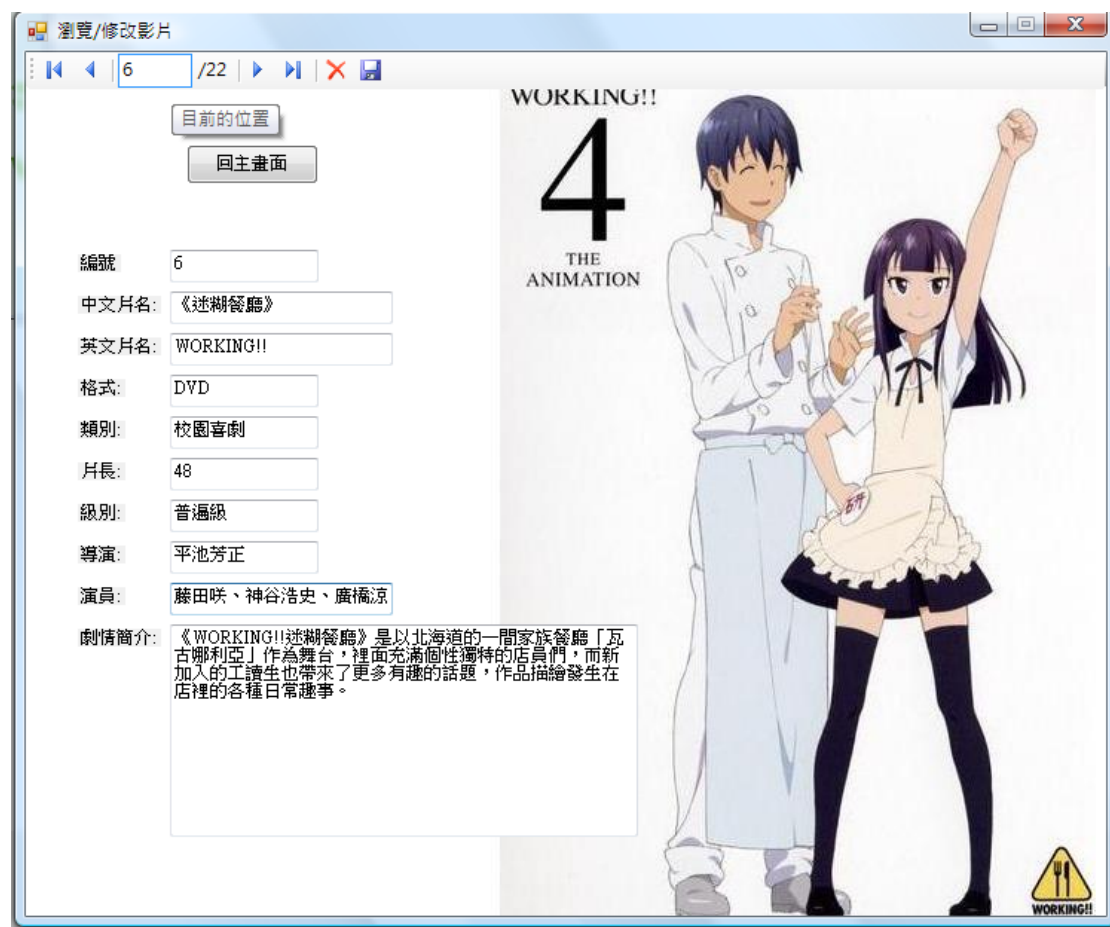 瀏覽/修改影片
6 /22
目前的位置
回主畫面
WORKING!!
4
THE
ANIMATION
編號 6
中文片名: 《迷糊餐廳》
英文片名: WORKING!!
格式: DVD
類別: 校園喜劇
片長: 48
級別: 普遍級
導演: 平池芳正
演員: 藤田咲、神谷浩史、廣橋涼
劇情簡介: 《WORKING!!迷糊餐廳》是以北海道的一間家族餐廳「瓦
古娜利亞」作為舞台，裡面充滿個性獨特的店員們，而新
加入的工讀生也帶來了更多有趣的話題，作品描繪發生在
店裡的各種日常趣事。
研
WORKING!!